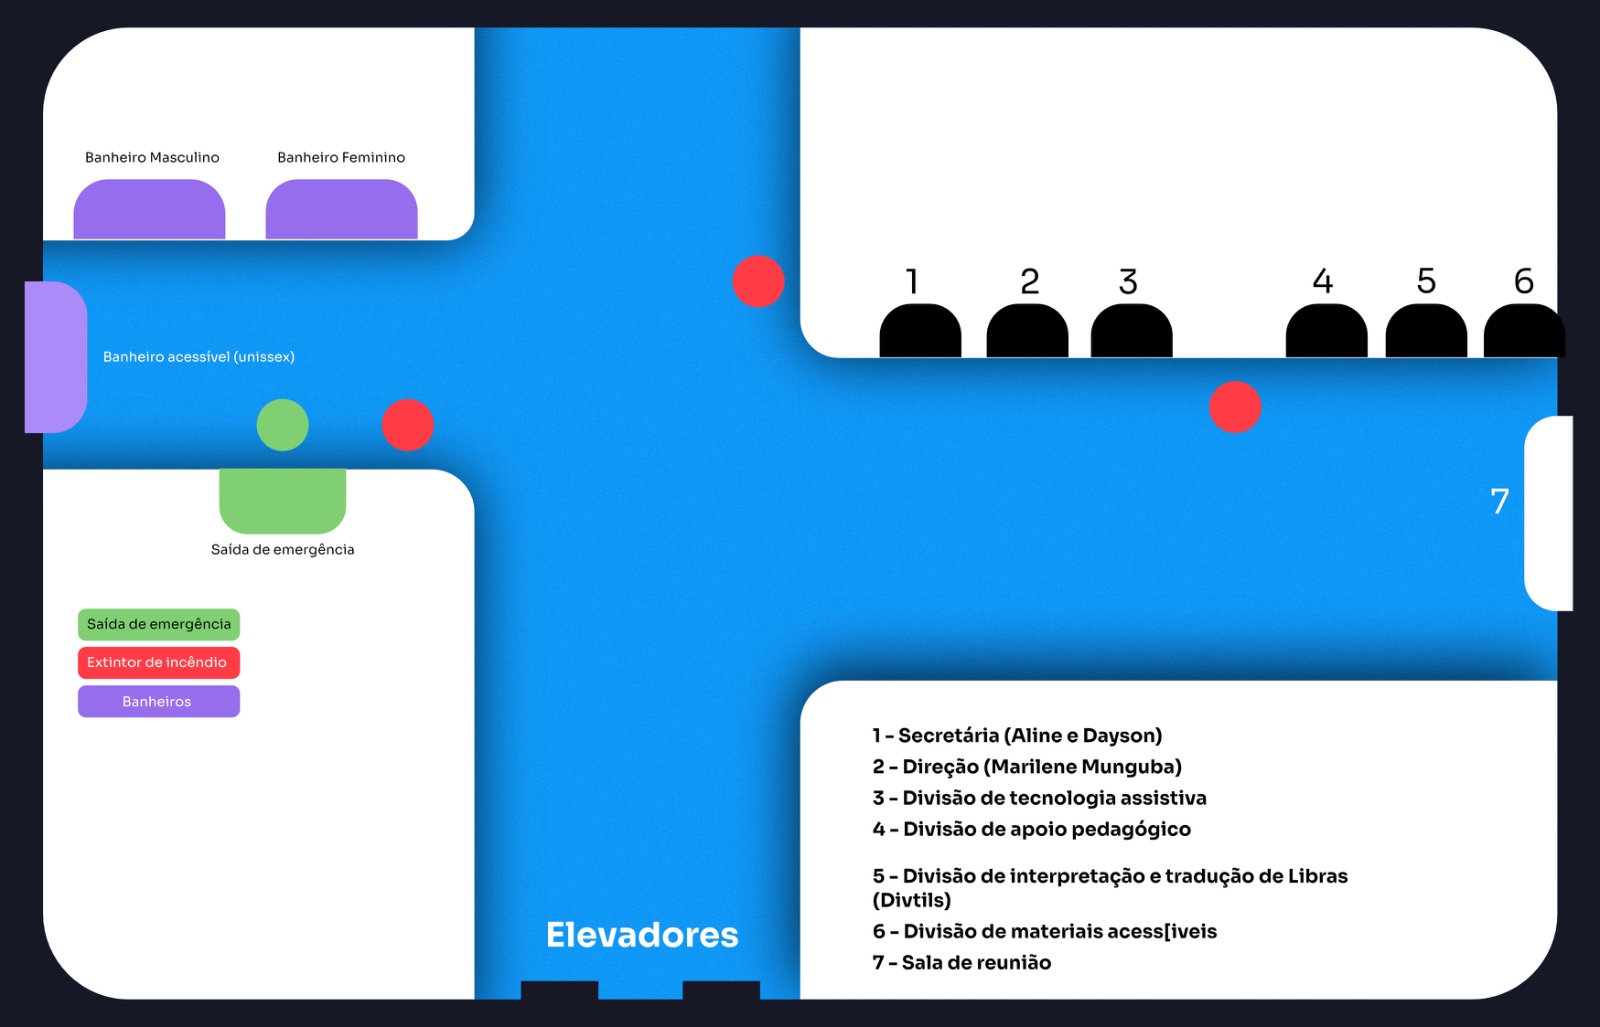 Banheiro Masculino
Banheiro Feminino
1
2
3
4
5
6
Banheiro acessível (unissex)
7
Saída de emergência
Saída de emergência
Extintor de incêndio
Banheiros
1 - Secretária (Aline e Dayson)
2 - Direção (Marilene Munguba)
3 - Divisão de tecnologia assistiva
4 - Divisão de apoio pedagógico
5 - Divisão de interpretação e tradução de Libras
(Divtils)
6 - Divisão de materiais acess[iveis
7 - Sala de reunião
Elevadores